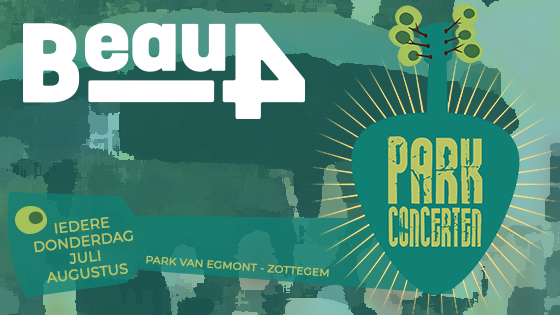 Beau4
PARK
CONCERTEN
IEDERE
DONDERDAG
JULI
AUGUSTUS
PARK VAN EGMONT - ZOTTEGEM